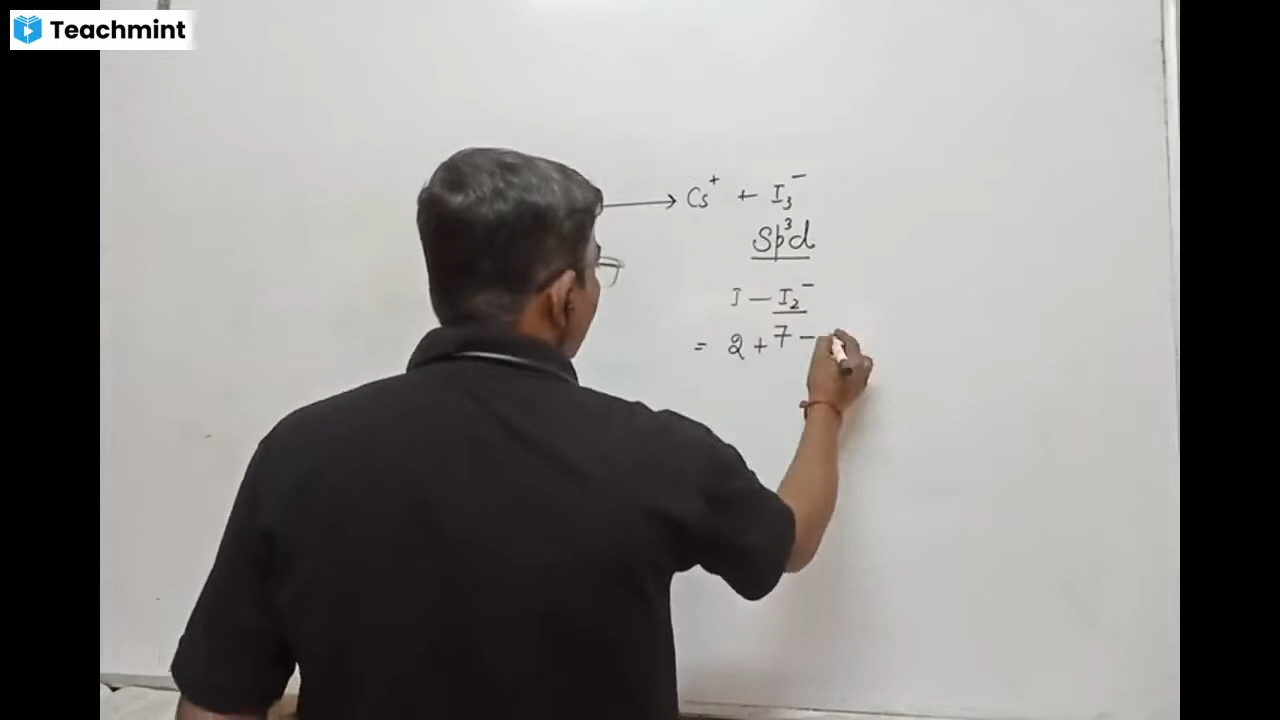 Teachmint
→ Cs⁺ + I₃⁻
Sp³d
I – I₂⁻
= 2 + 7 –